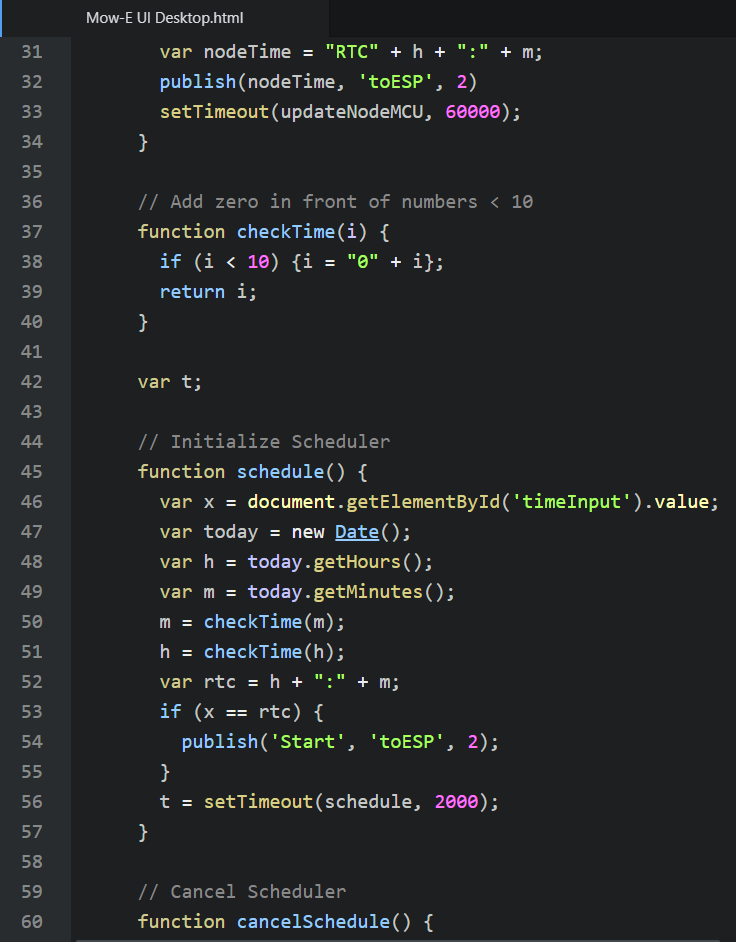 Mow-E UI Desktop.html
31 var nodeTime = "RTC" + h + ":" + m;
32 publish(nodeTime, 'toESP', 2)
33 setTimeout(updateNodeMCU, 60000);
34 }
35
36 // Add zero in front of numbers < 10
37 function checkTime(i) {
38 if (i < 10) {i = "0" + i};
39 return i;
40 }
41
42 var t;
43
44 // Initialize Scheduler
45 function schedule() {
46 var x = document.getElementById('timeInput').value;
47 var today = new Date();
48 var h = today.getHours();
49 var m = today.getMinutes();
50 m = checkTime(m);
51 h = checkTime(h);
52 var rtc = h + ":" + m;
53 if (x == rtc) {
54 publish('Start', 'toESP', 2);
55 }
56 t = setTimeout(schedule, 2000);
57 }
58
59 // Cancel Scheduler
60 function cancelSchedule() {